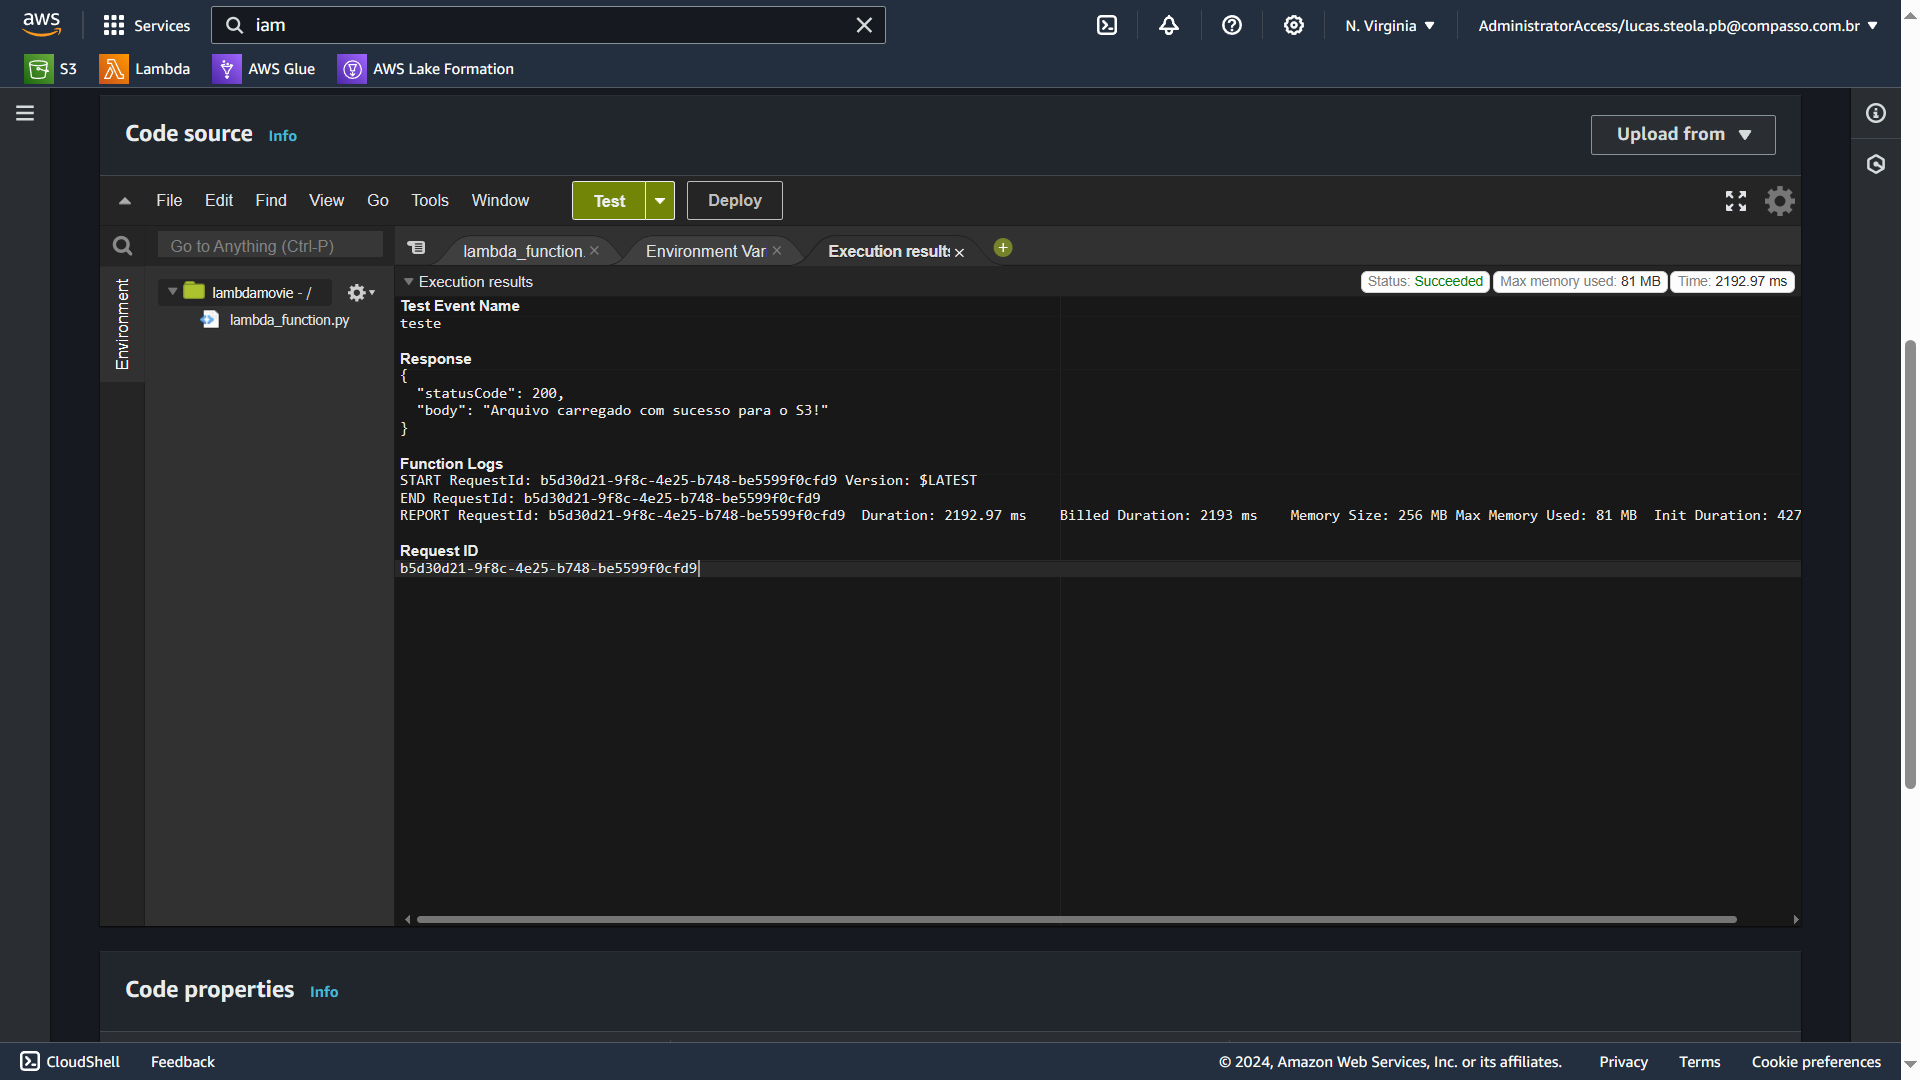 aws
Services
iam
N. Virginia
AdministratorAccess/lucas.steola.pb@compasso.com.br
S3
Lambda
AWS Glue
AWS Lake Formation
Code source
Info
Upload from
File
Edit
Find
View
Go
Tools
Window
Test
Deploy
Go to Anything (Ctrl-P)
lambda_function.
Environment Var
Execution results
Environment
lambdamovie - /
lambda_function.py
Execution results
Status: Succeeded
Max memory used: 81 MB
Time: 2192.97 ms
Test Event Name
teste
Response
{
"statusCode": 200,
"body": "Arquivo carregado com sucesso para o S3!"
}
Function Logs
START RequestId: b5d30d21-9f8c-4e25-b748-be5599f0cfd9 Version: $LATEST
END RequestId: b5d30d21-9f8c-4e25-b748-be5599f0cfd9
REPORT RequestId: b5d30d21-9f8c-4e25-b748-be5599f0cfd9 Duration: 2192.97 ms Billed Duration: 2193 ms Memory Size: 256 MB Max Memory Used: 81 MB Init Duration: 427
Request ID
b5d30d21-9f8c-4e25-b748-be5599f0cfd9
Code properties
Info
CloudShell
Feedback
© 2024, Amazon Web Services, Inc. or its affiliates.
Privacy
Terms
Cookie preferences